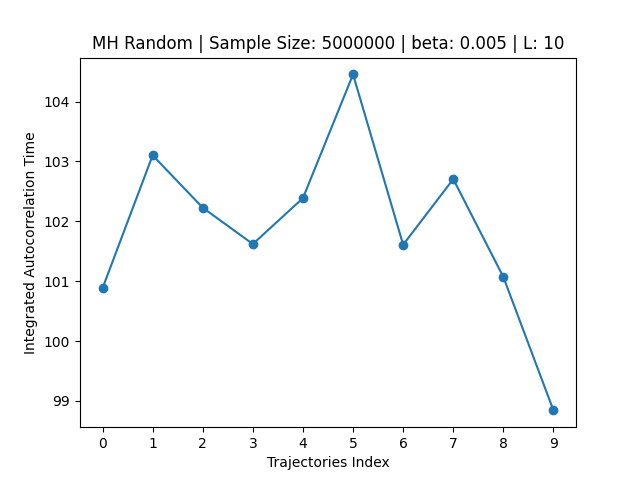 MH Random | Sample Size: 5000000 | beta: 0.005 | L: 10
104
103
102
101
100
99
Integrated Autocorrelation Time
0 1 2 3 4 5 6 7 8 9
Trajectories Index